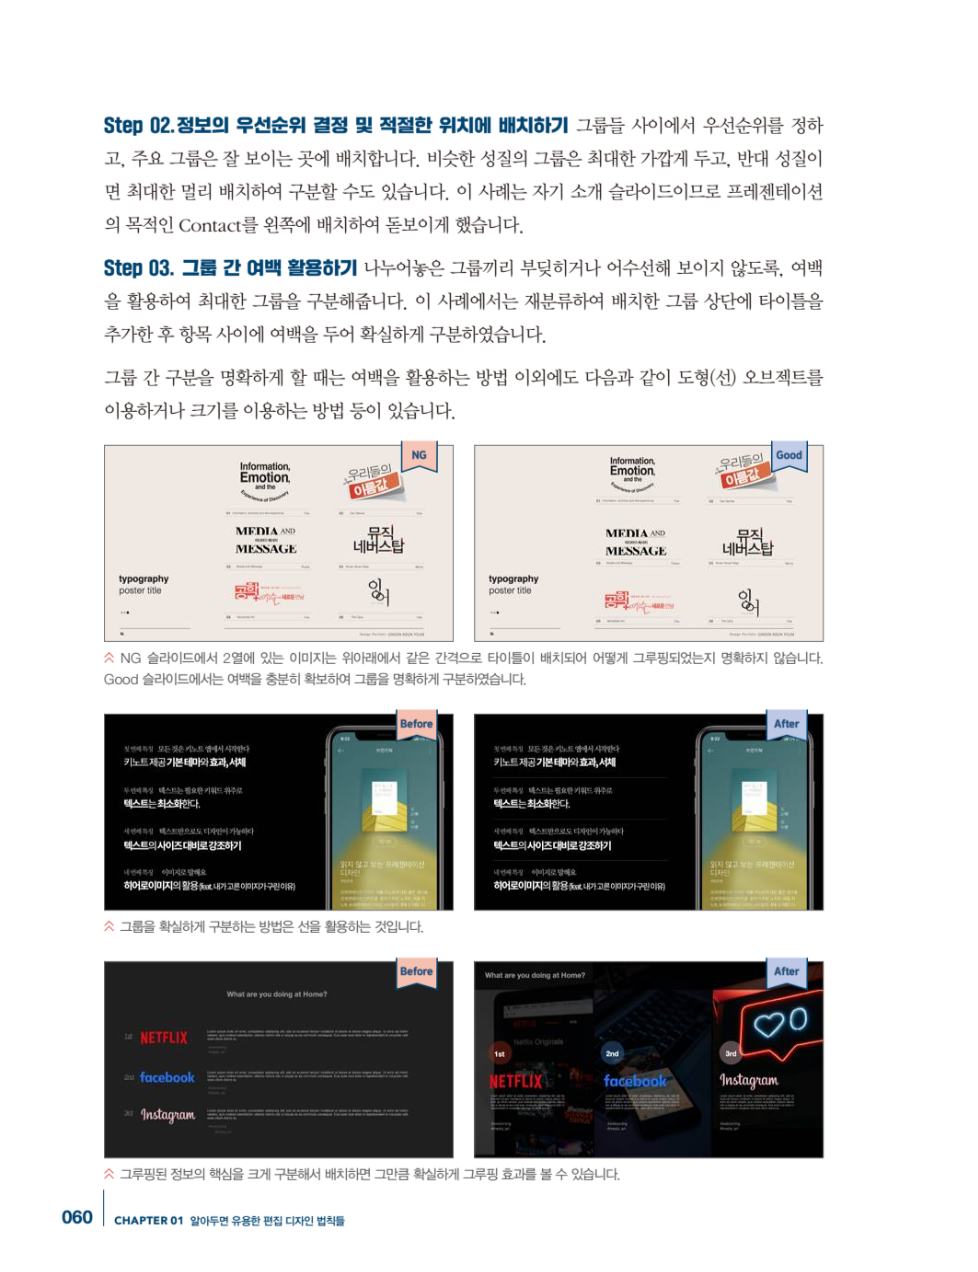 Step 02.정보의 우선순위 결정 및 적절한 위치에 배치하기 그룹들 사이에서 우선순위를 정하
고, 주요 그룹은 잘 보이는 곳에 배치합니다. 비슷한 성질의 그룹은 최대한 가깝게 두고, 반대 성질이
면 최대한 멀리 배치하여 구분할 수도 있습니다. 이 사례는 자기 소개 슬라이드이므로 프레젠테이션
의 목적인 Contact를 왼쪽에 배치하여 돋보이게 했습니다.
Step 03. 그룹 간 여백 활용하기 나누어놓은 그룹끼리 부딪히거나 어수선해 보이지 않도록, 여백
을 활용하여 최대한 그룹을 구분해줍니다. 이 사례에서는 재분류하여 배치한 그룹 상단에 타이틀을
추가한 후 항목 사이에 여백을 두어 확실하게 구분하였습니다.
그룹 간 구분을 명확하게 할 때는 여백을 활용하는 방법 이외에도 다음과 같이 도형(선) 오브젝트를
이용하거나 크기를 이용하는 방법 등이 있습니다.
NG
Information,
Emotion,
and the
Experience of Discovery
우리들의
이름값
MEDIA AND
MESSAGE
뮤직
네버스탑
잉어
typography
poster title
Good
Information,
Emotion,
and the
Experience of Discovery
우리들의
이름값
MEDIA AND
MESSAGE
뮤직
네버스탑
잉어
typography
poster title
NG 슬라이드에서 2열에 있는 이미지는 위아래에서 같은 간격으로 타이틀이 배치되어 어떻게 그루핑되었는지 명확하지 않습니다.
Good 슬라이드에서는 여백을 충분히 확보하여 그룹을 명확하게 구분하였습니다.
Before
첫번째특징 모든 것은 키노트 앱에서 시작한다
키노트 제공 기본 테마와 효과, 서체
두번째특징 텍스트는 필요한 키워드 위주로
텍스트는 최소화한다.
세번째특징 텍스트만으로도 디자인이 가능하다
텍스트의 사이즈 대비로 강조하기
네번째특징 이미지로 말해요
히어로이미지의 활용 (feat. 내가 고른 이미지가 구린 이유)
읽지 않고 보는 프레젠테이션
디자인
After
첫번째특징 모든 것은 키노트 앱에서 시작한다
키노트 제공 기본 테마와 효과, 서체
두번째특징 텍스트는 필요한 키워드 위주로
텍스트는 최소화한다.
세번째특징 텍스트만으로도 디자인이 가능하다
텍스트의 사이즈 대비로 강조하기
네번째특징 이미지로 말해요
히어로이미지의 활용 (feat. 내가 고른 이미지가 구린 이유)
읽지 않고 보는 프레젠테이션
디자인
그룹을 확실하게 구분하는 방법은 선을 활용하는 것입니다.
Before
What are you doing at Home?
1st NETFLIX
2nd facebook
3rd Instagram
After
What are you doing at Home?
Netflix Originals
1st
2nd
3rd
NETFLIX
facebook
Instagram
그루핑된 정보의 핵심을 크게 구분해서 배치하면 그만큼 확실하게 그루핑 효과를 볼 수 있습니다.
060 CHAPTER 01 알아두면 유용한 편집 디자인 법칙들